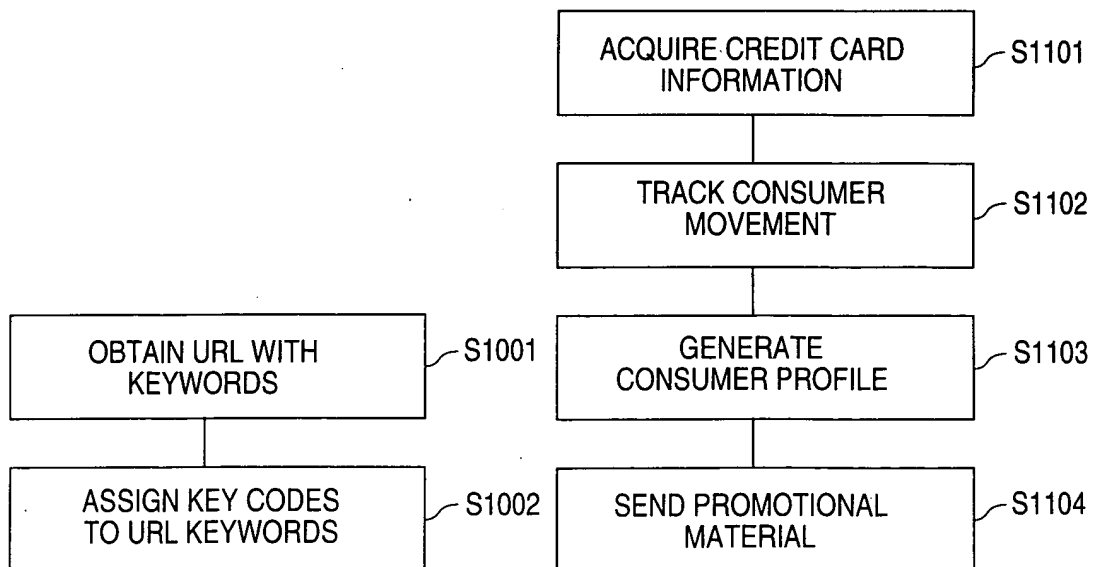 OBTAIN URL WITH
KEYWORDS
S1001
ASSIGN KEY CODES
TO URL KEYWORDS
S1002
ACQUIRE CREDIT CARD
INFORMATION
S1101
TRACK CONSUMER
MOVEMENT
S1102
GENERATE
CONSUMER PROFILE
S1103
SEND PROMOTIONAL
MATERIAL
S1104